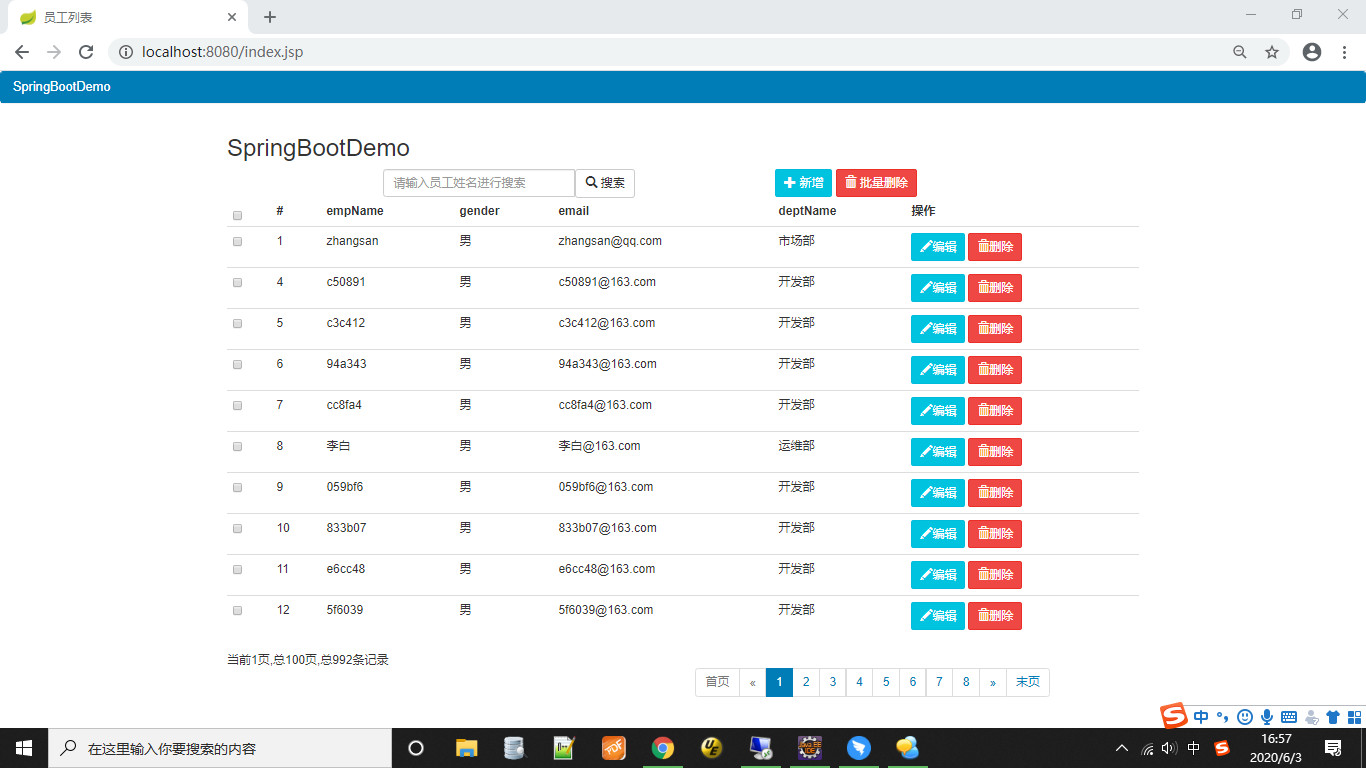 员工列表
localhost:8080/index.jsp
SpringBootDemo
SpringBootDemo
请输入员工姓名进行搜索 搜索 新增 批量删除
# empName gender email deptName 操作
1 zhangsan 男 zhangsan@qq.com 市场部 编辑 删除
4 c50891 男 c50891@163.com 开发部 编辑 删除
5 c3c412 男 c3c412@163.com 开发部 编辑 删除
6 94a343 男 94a343@163.com 开发部 编辑 删除
7 cc8fa4 男 cc8fa4@163.com 开发部 编辑 删除
8 李白 男 李白@163.com 运维部 编辑 删除
9 059bf6 男 059bf6@163.com 开发部 编辑 删除
10 833b07 男 833b07@163.com 开发部 编辑 删除
11 e6cc48 男 e6cc48@163.com 开发部 编辑 删除
12 5f6039 男 5f6039@163.com 开发部 编辑 删除
当前1页,总100页,总992条记录
首页 « 1 2 3 4 5 6 7 8 » 末页
S 中
在这里输入你要搜索的内容
PDF
UE
Java EE
IDE
中 S
16:57
2020/6/3